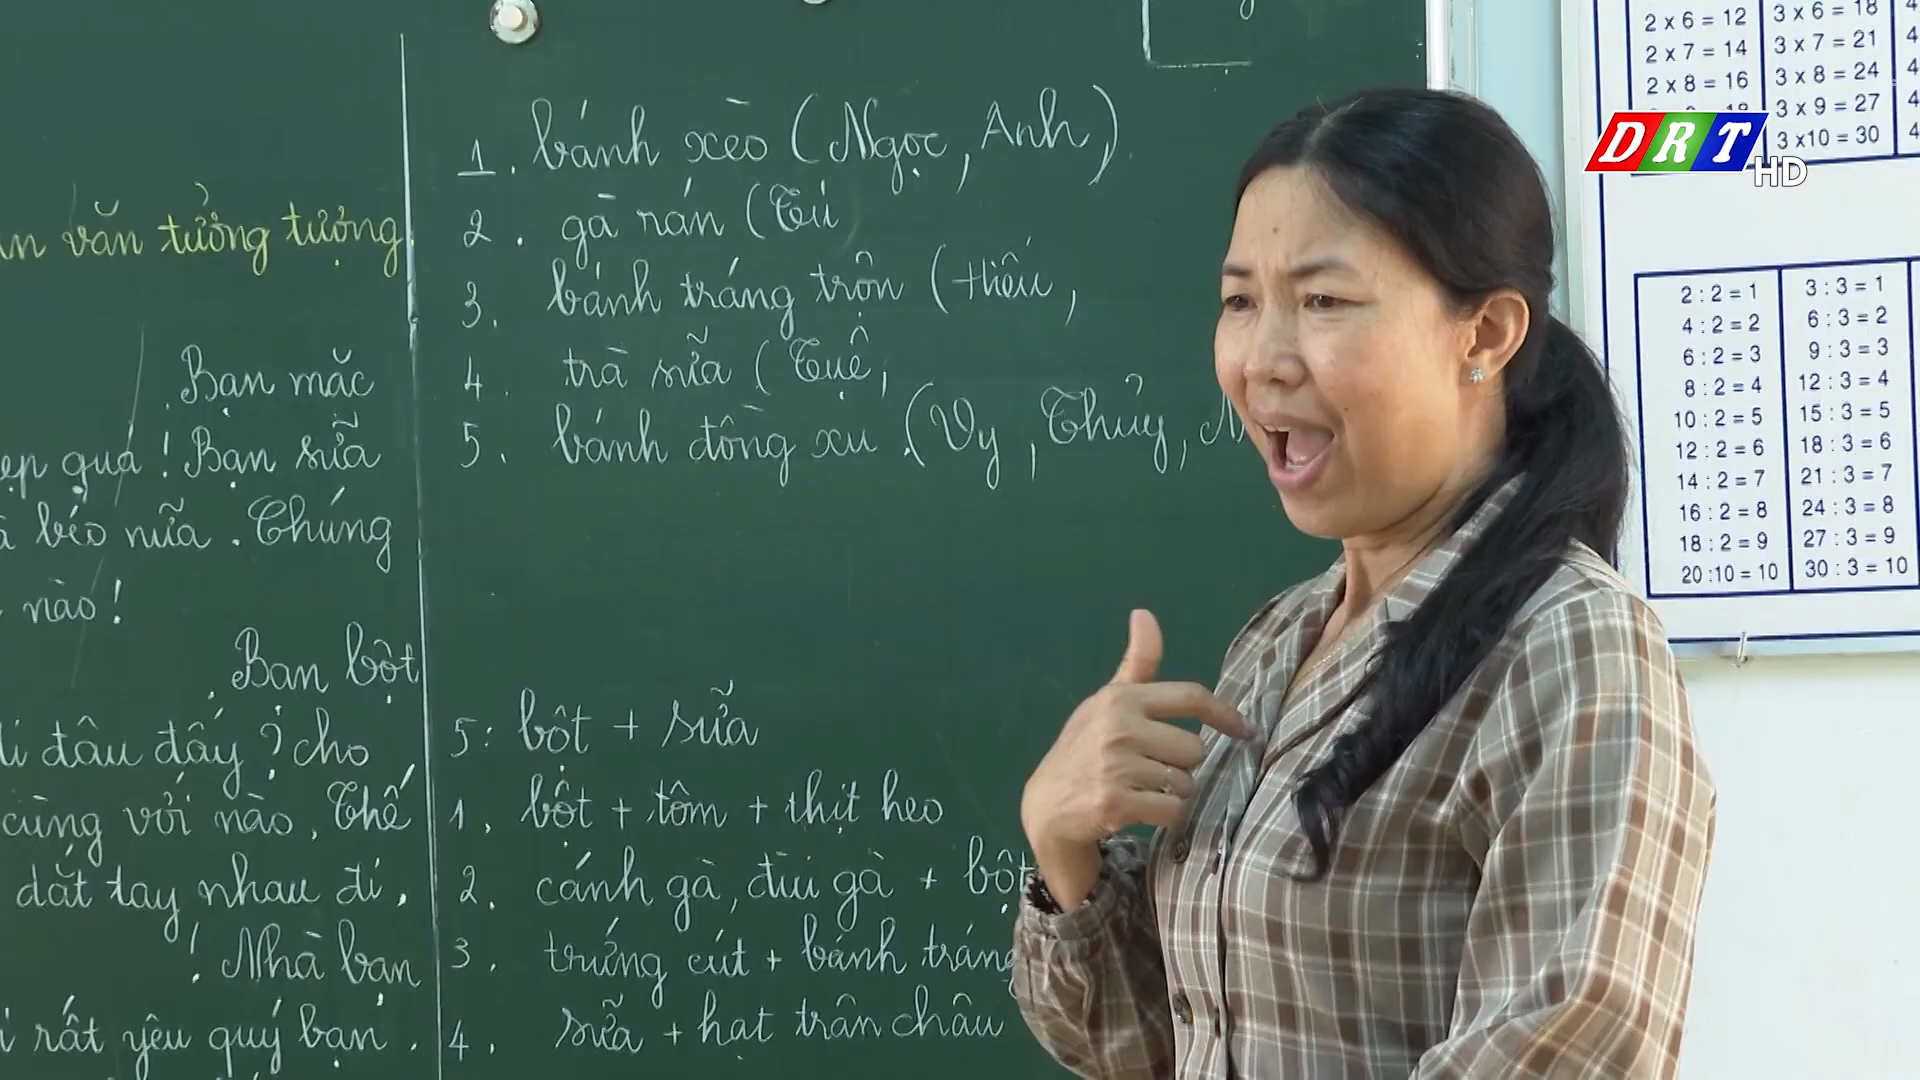 văn tưởng tượng
Bạn mắc
quá ! Bạn sữa
béo nữa . Chúng
nào !
Bạn bột
đi đâu đấy ? cho
cùng với nào . Thế
dắt tay nhau đi .
! Nhà bạn
rất yêu quý bạn .
1 . bánh xèo ( Ngọc , Anh , )
2 . gà rán ( Tú
3 . bánh tráng trộn ( Hiếu ,
4 . trà sữa ( Tuệ ,
5 . bánh đồng xu . ( Vy , Thủy ,
5 : bột + sữa
1 . bột + tôm + thịt heo
2 . cánh gà , đùi gà + bột
3 . trứng cút + bánh tráng
4 . sữa + hạt trân châu
2 x 6 = 12
2 x 7 = 14
2 x 8 = 16
3 x 6 = 18
3 x 7 = 21
3 x 8 = 24
3 x 9 = 27
3 x10 = 30
DRT HD
2 : 2 = 1
4 : 2 = 2
6 : 2 = 3
8 : 2 = 4
10 : 2 = 5
12 : 2 = 6
14 : 2 = 7
16 : 2 = 8
18 : 2 = 9
20 :10 = 10
3 : 3 = 1
6 : 3 = 2
9 : 3 = 3
12 : 3 = 4
15 : 3 = 5
18 : 3 = 6
21 : 3 = 7
24 : 3 = 8
27 : 3 = 9
30 : 3 = 10